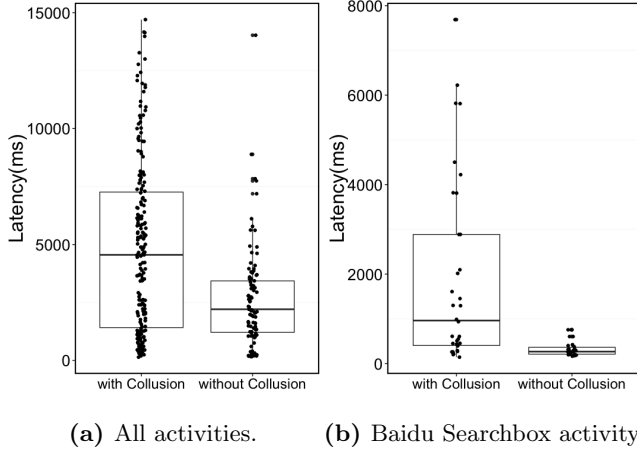 15000
10000
5000
0
Latency(ms)
with Collusion
without Collusion
8000
6000
4000
2000
0
Latency(ms)
with Collusion
without Collusion
(a) All activities.
(b) Baidu Searchbox activity